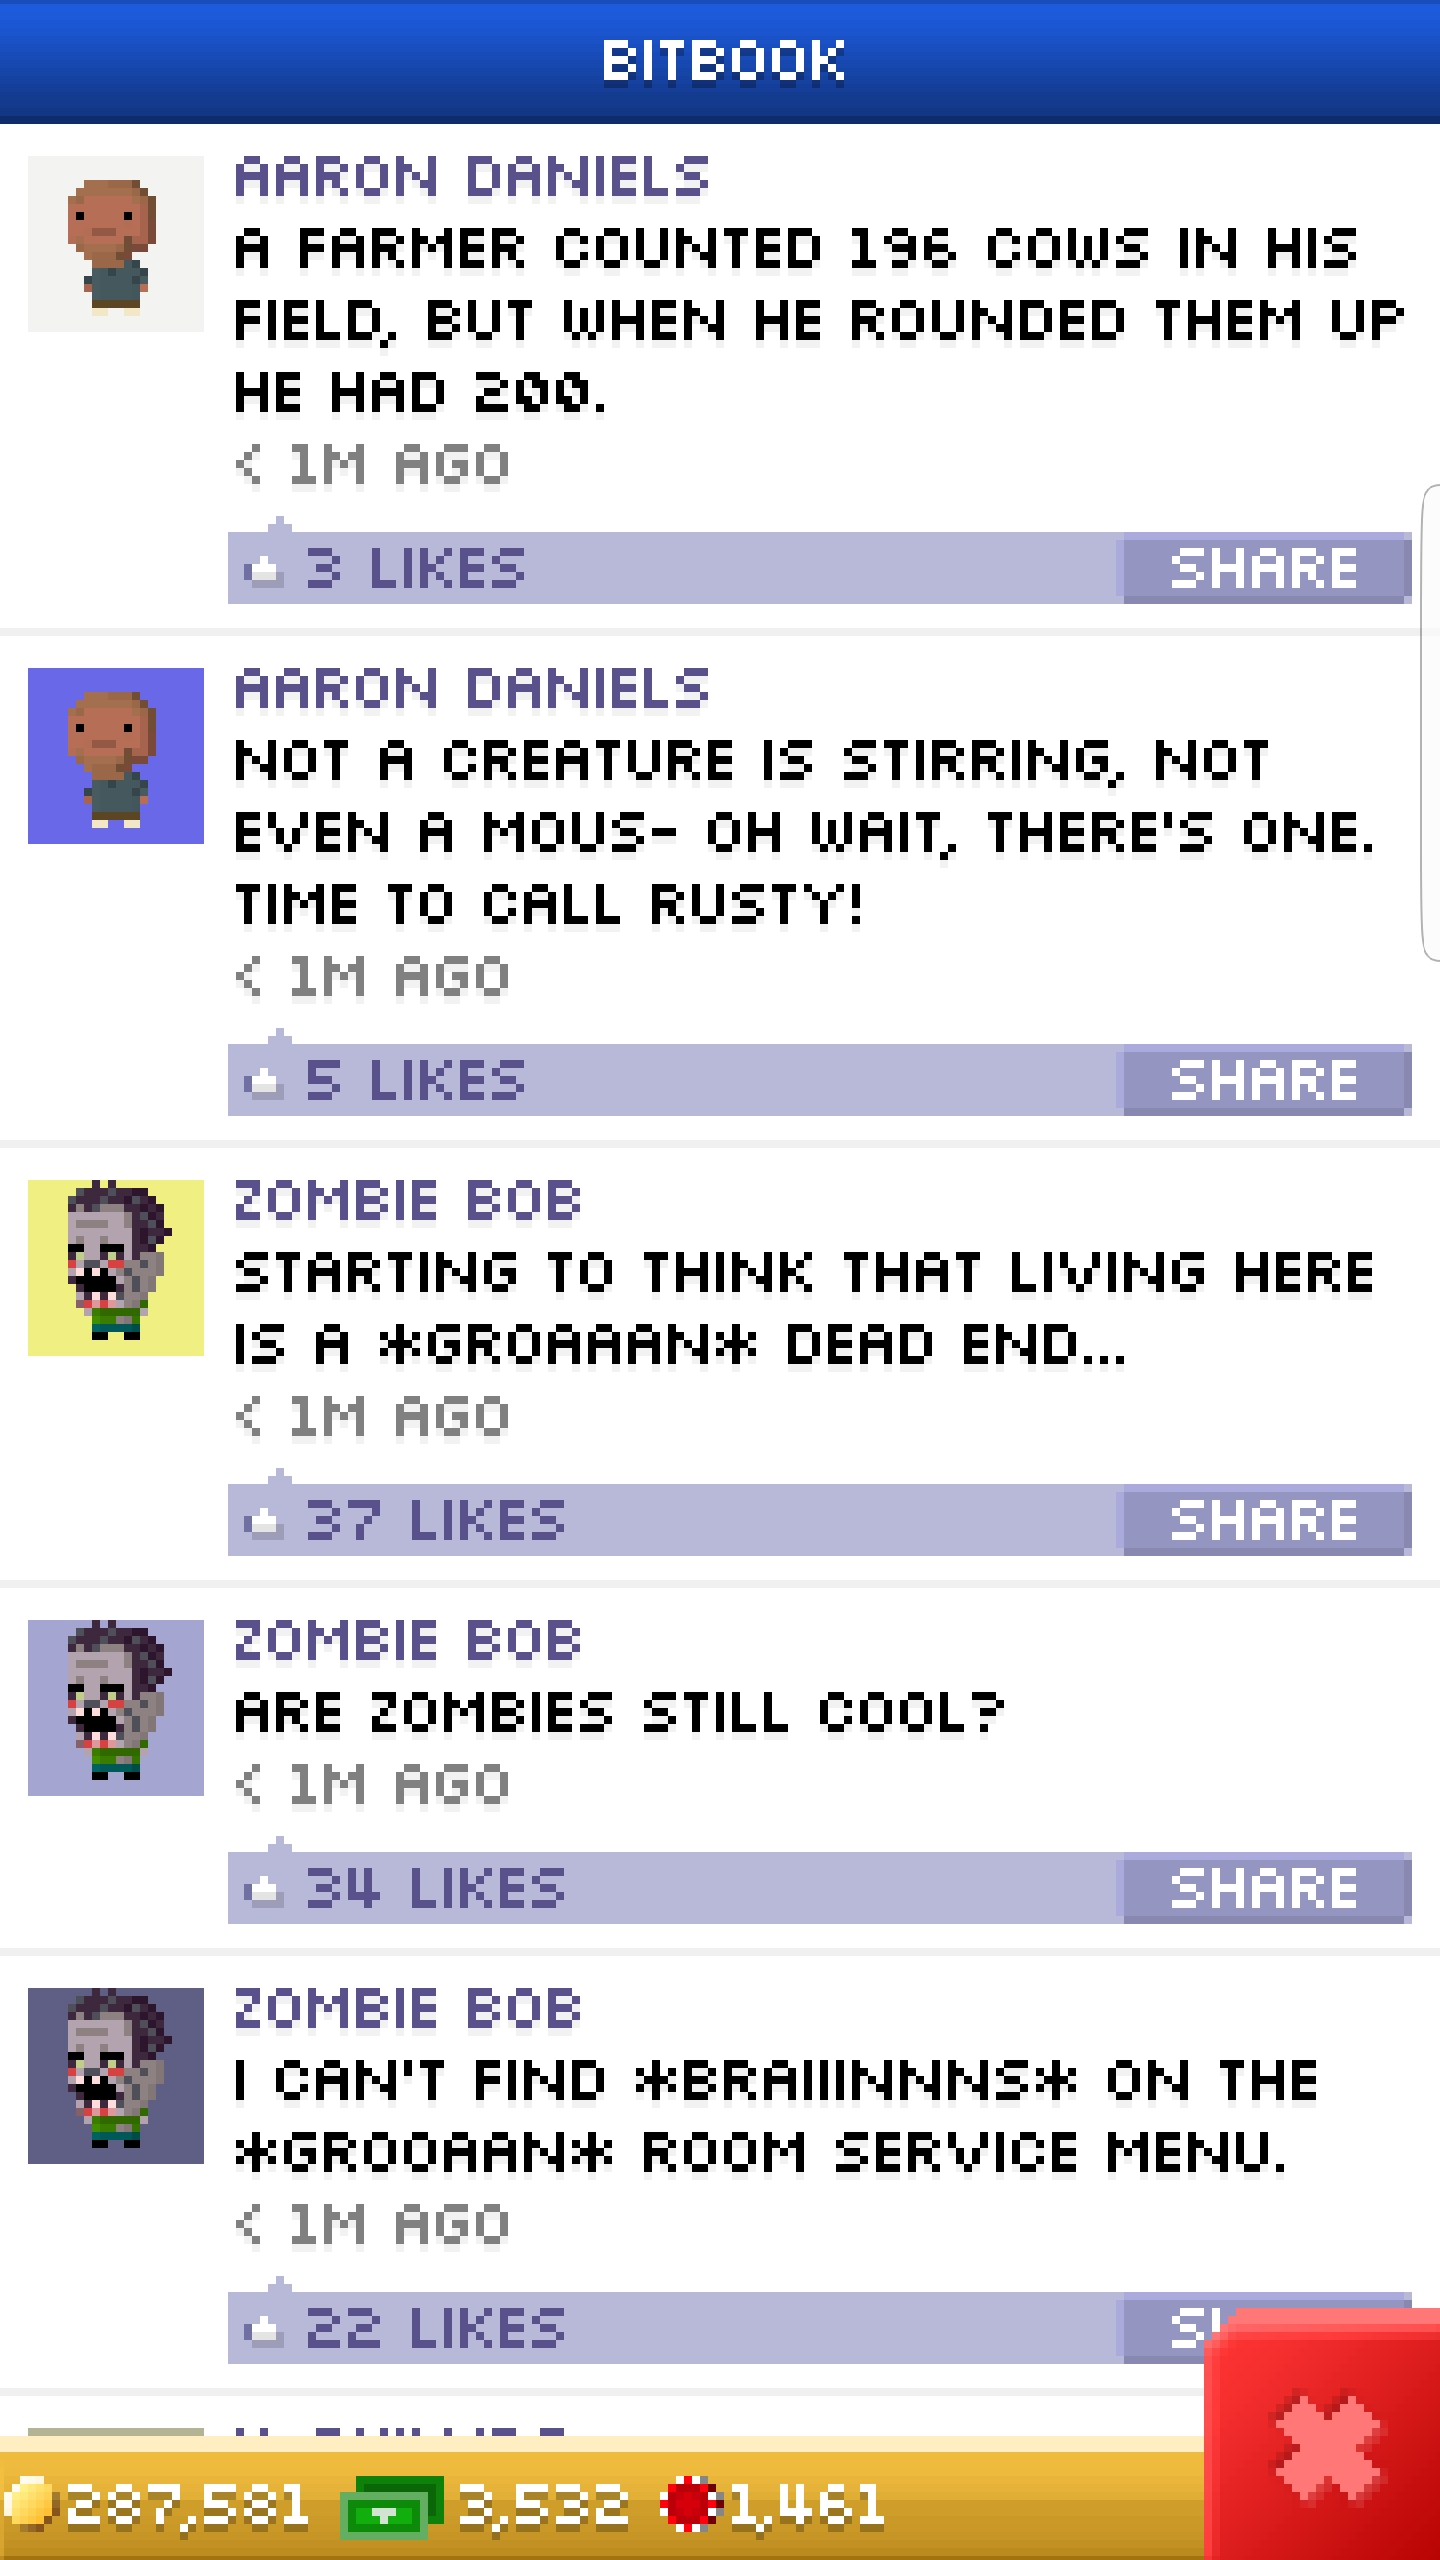 BITBOOK
AARON DANIELS
A FARMER COUNTED 196 COWS IN HIS
FIELD, BUT WHEN HE ROUNDED THEM UP
HE HAD 200.
< 1M AGO
3 LIKES SHARE
AARON DANIELS
NOT A CREATURE IS STIRRING, NOT
EVEN A MOUS- OH WAIT, THERE'S ONE.
TIME TO CALL RUSTY!
< 1M AGO
5 LIKES SHARE
ZOMBIE BOB
STARTING TO THINK THAT LIVING HERE
IS A *GROAAAN* DEAD END...
< 1M AGO
37 LIKES SHARE
ZOMBIE BOB
ARE ZOMBIES STILL COOL?
< 1M AGO
34 LIKES SHARE
ZOMBIE BOB
I CAN'T FIND *BRAIIINNNS* ON THE
*GROOAAN* ROOM SERVICE MENU.
< 1M AGO
22 LIKES
287,581 3,532 1,461